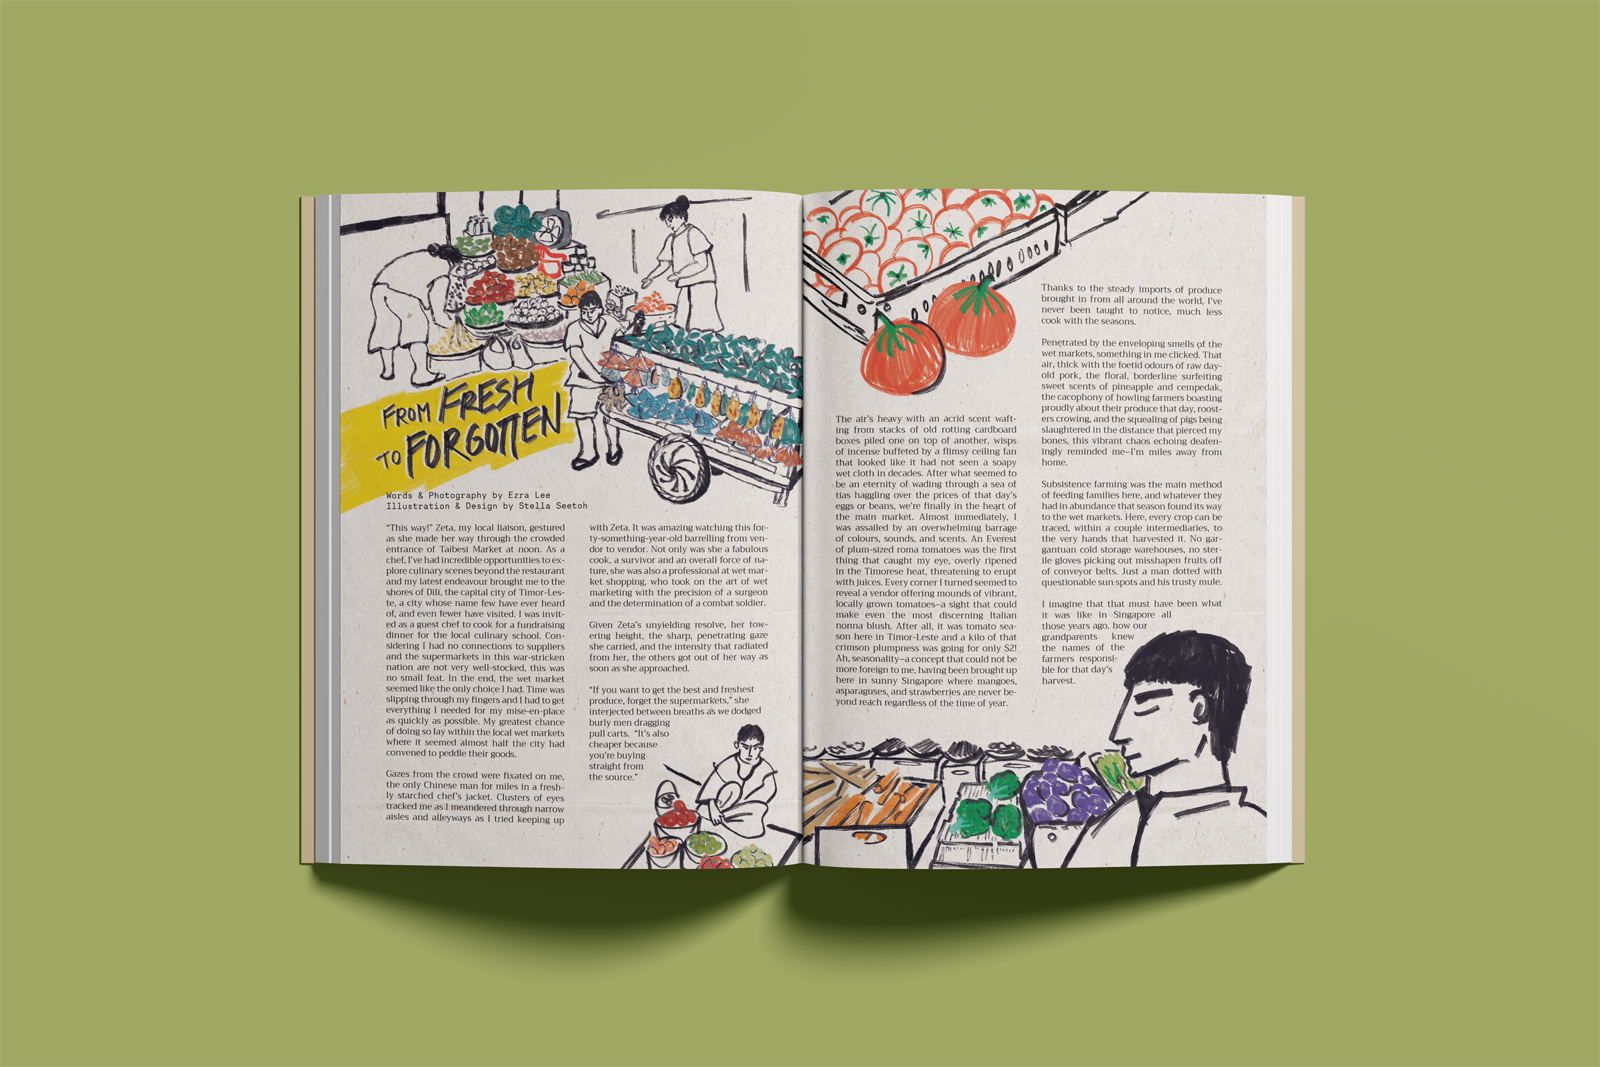 FROM FRESH
TO FORGOTTEN
Words & Photography by Ezra Lee
Illustration & Design by Stella Seetoh
“This way!” Zeta, my local liaison, gestured
as she made her way through the crowded
entrance of Taibesi Market at noon. As a
chef, I’ve had incredible opportunities to ex-
plore culinary scenes beyond the restaurant
and my latest endeavour brought me to the
shores of Dili, the capital city of Timor-Les-
te, a city whose name few have ever heard
of, and even fewer have visited. I was invit-
ed as a guest chef to cook for a fundraising
dinner for the local culinary school. Con-
sidering I had no connections to suppliers
and the supermarkets in this war-stricken
nation are not very well-stocked, this was
no small feat. In the end, the wet market
seemed like the only choice I had. Time was
slipping through my fingers and I had to get
everything I needed for my mise-en-place
as quickly as possible. My greatest chance
of doing so lay within the local wet markets
where it seemed almost half the city had
convened to peddle their goods.
Gazes from the crowd were fixated on me,
the only Chinese man for miles in a fresh-
ly starched chef’s jacket. Clusters of eyes
tracked me as I meandered through narrow
aisles and alleyways as I tried keeping up
with Zeta. It was amazing watching this for-
ty-something-year-old barrelling from ven-
dor to vendor. Not only was she a fabulous
cook, a survivor and an overall force of na-
ture, she was also a professional at wet mar-
ket shopping, who took on the art of wet
marketing with the precision of a surgeon
and the determination of a combat soldier.
Given Zeta’s unyielding resolve, her tow-
ering height, the sharp, penetrating gaze
she carried, and the intensity that radiated
from her, the others got out of her way as
soon as she approached.
“If you want to get the best and freshest
produce, forget the supermarkets,” she
interjected between breaths as we dodged
burly men dragging
pull carts. “It’s also
cheaper because
you’re buying
straight from
the source.”
The air’s heavy with an acrid scent waft-
ing from stacks of old rotting cardboard
boxes piled one on top of another, wisps
of incense buffeted by a flimsy ceiling fan
that looked like it had not seen a soapy
wet cloth in decades. After what seemed to
be an eternity of wading through a sea of
tias haggling over the prices of that day’s
eggs or beans, we’re finally in the heart of
the main market. Almost immediately, I
was assailed by an overwhelming barrage
of colours, sounds, and scents. An Everest
of plum-sized roma tomatoes was the first
thing that caught my eye, overly ripened
in the Timorese heat, threatening to erupt
with juices. Every corner I turned seemed to
reveal a vendor offering mounds of vibrant,
locally grown tomatoes—a sight that could
make even the most discerning Italian
nonna blush. After all, it was tomato sea-
son here in Timor-Leste and a kilo of that
crimson plumpness was going for only S2!
Ah, seasonality—a concept that could not be
more foreign to me, having been brought up
here in sunny Singapore where mangoes,
asparaguses, and strawberries are never be-
yond reach regardless of the time of year.
Thanks to the steady imports of produce
brought in from all around the world, I’ve
never been taught to notice, much less
cook with the seasons.
Penetrated by the enveloping smells of the
wet markets, something in me clicked. That
air, thick with the foetid odours of raw day-
old pork, the floral, borderline surfeiting
sweet scents of pineapple and cempedak,
the cacophony of howling farmers boasting
proudly about their produce that day, roost-
ers crowing, and the squealing of pigs being
slaughtered in the distance that pierced my
bones, this vibrant chaos echoing deafen-
ingly reminded me—I’m miles away from
home.
Subsistence farming was the main method
of feeding families here, and whatever they
had in abundance that season found its way
to the wet markets. Here, every crop can be
traced, within a couple intermediaries, to
the very hands that harvested it. No gar-
gantuan cold storage warehouses, no ster-
ile gloves picking out misshapen fruits off
of conveyor belts. Just a man dotted with
questionable sun spots and his trusty mule.
I imagine that that must have been what
it was like in Singapore all
those years ago, how our
grandparents knew
the names of the
farmers responsi-
ble for that day’s
harvest.